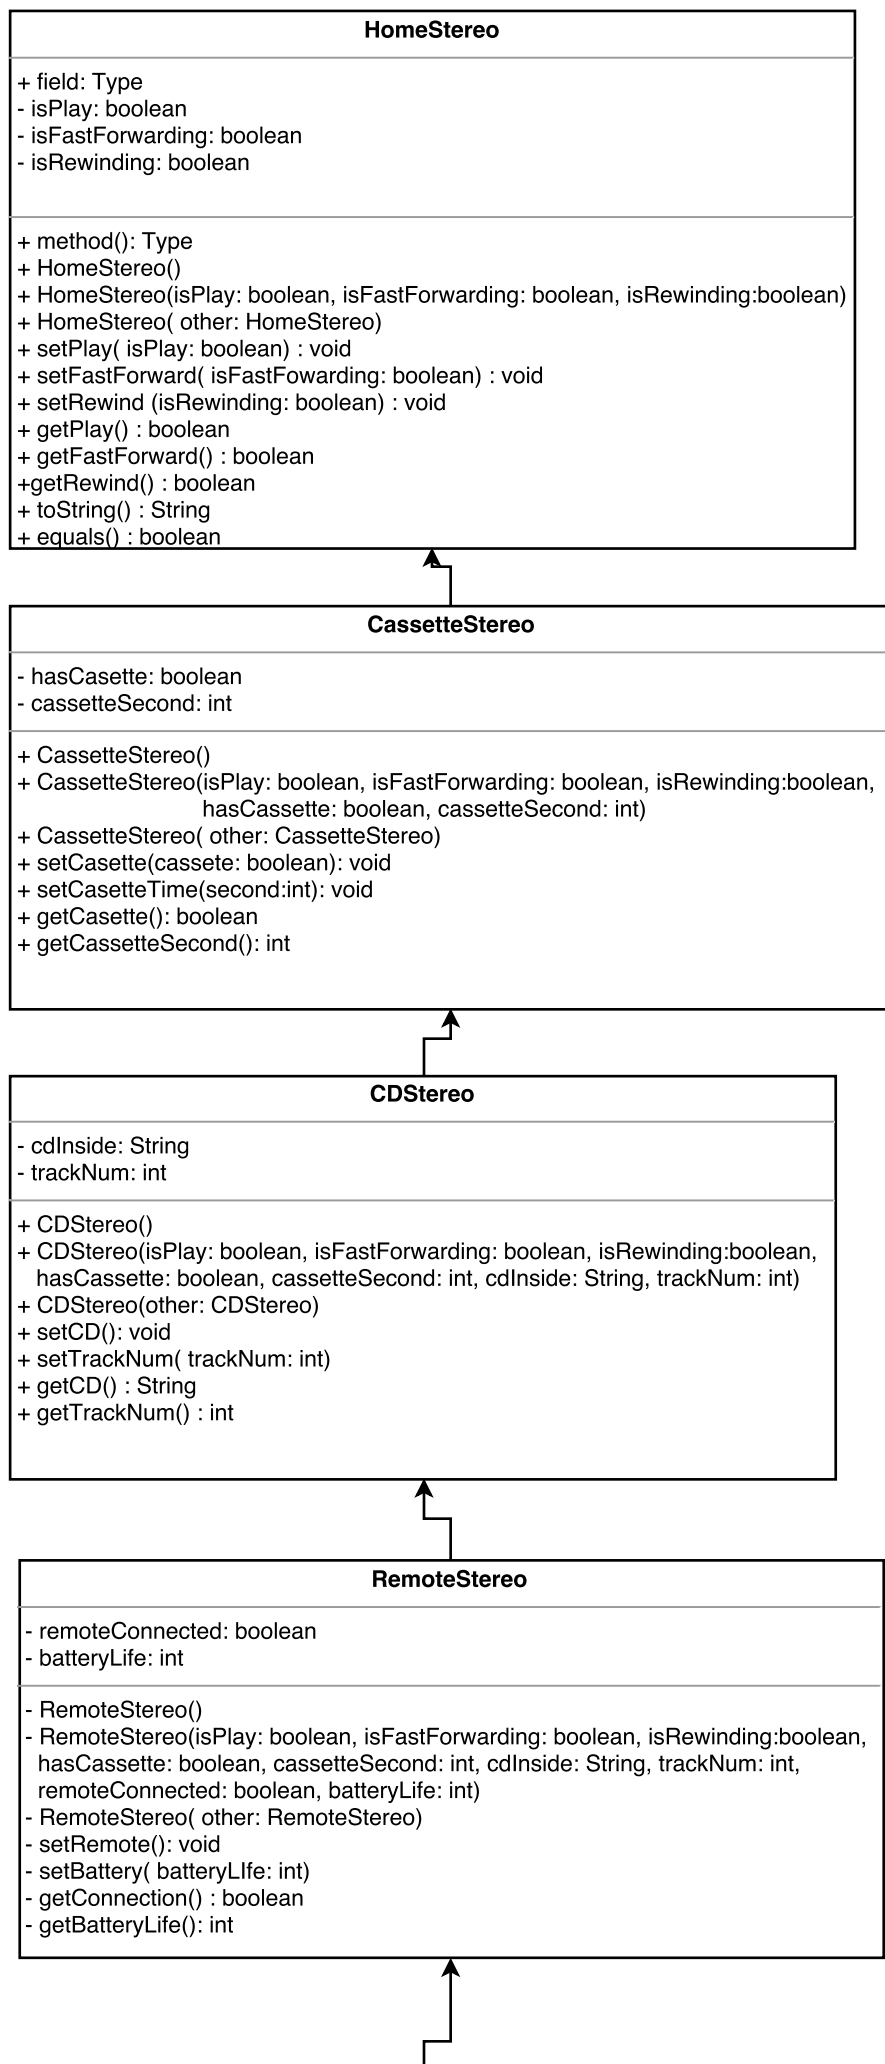 HomeStereo
+ field: Type
- isPlay: boolean
- isFastForwarding: boolean
- isRewinding: boolean
+ method(): Type
+ HomeStereo()
+ HomeStereo(isPlay: boolean, isFastForwarding: boolean, isRewinding:boolean)
+ HomeStereo( other: HomeStereo)
+ setPlay( isPlay: boolean) : void
+ setFastForward( isFastFowarding: boolean) : void
+ setRewind (isRewinding: boolean) : void
+ getPlay() : boolean
+ getFastForward() : boolean
+getRewind() : boolean
+ toString() : String
+ equals() : boolean
CassetteStereo
- hasCasette: boolean
- cassetteSecond: int
+ CassetteStereo()
+ CassetteStereo(isPlay: boolean, isFastForwarding: boolean, isRewinding:boolean,
hasCassette: boolean, cassetteSecond: int)
+ CassetteStereo( other: CassetteStereo)
+ setCasette(cassete: boolean): void
+ setCasetteTime(second:int): void
+ getCasette(): boolean
+ getCassetteSecond(): int
CDStereo
- cdInside: String
- trackNum: int
+ CDStereo()
+ CDStereo(isPlay: boolean, isFastForwarding: boolean, isRewinding:boolean,
hasCassette: boolean, cassetteSecond: int, cdInside: String, trackNum: int)
+ CDStereo(other: CDStereo)
+ setCD(): void
+ setTrackNum( trackNum: int)
+ getCD() : String
+ getTrackNum() : int
RemoteStereo
- remoteConnected: boolean
- batteryLife: int
- RemoteStereo()
- RemoteStereo(isPlay: boolean, isFastForwarding: boolean, isRewinding:boolean,
hasCassette: boolean, cassetteSecond: int, cdInside: String, trackNum: int,
remoteConnected: boolean, batteryLife: int)
- RemoteStereo( other: RemoteStereo)
- setRemote(): void
- setBattery( batteryLIfe: int)
- getConnection() : boolean
- getBatteryLife(): int